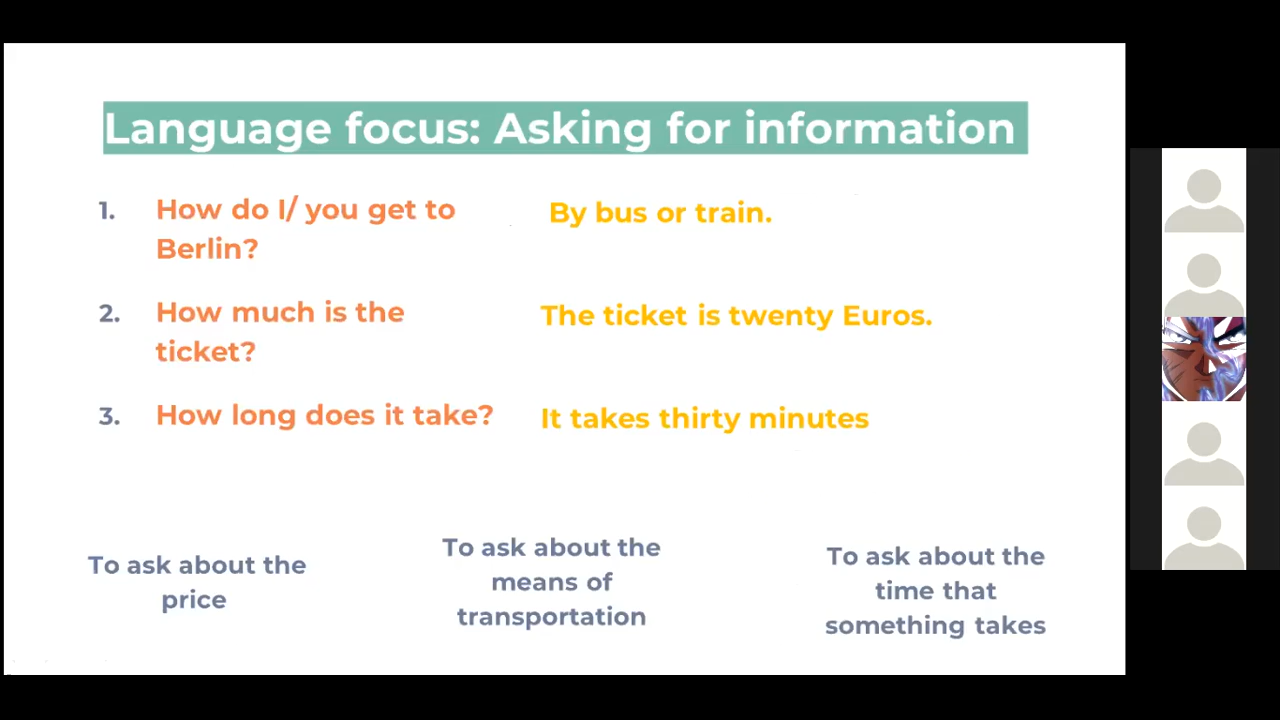 Language focus: Asking for information
1. How do I/ you get to
Berlin?
By bus or train.
2. How much is the
ticket?
The ticket is twenty Euros.
3. How long does it take?
It takes thirty minutes
To ask about the
price
To ask about the
means of
transportation
To ask about the
time that
something takes